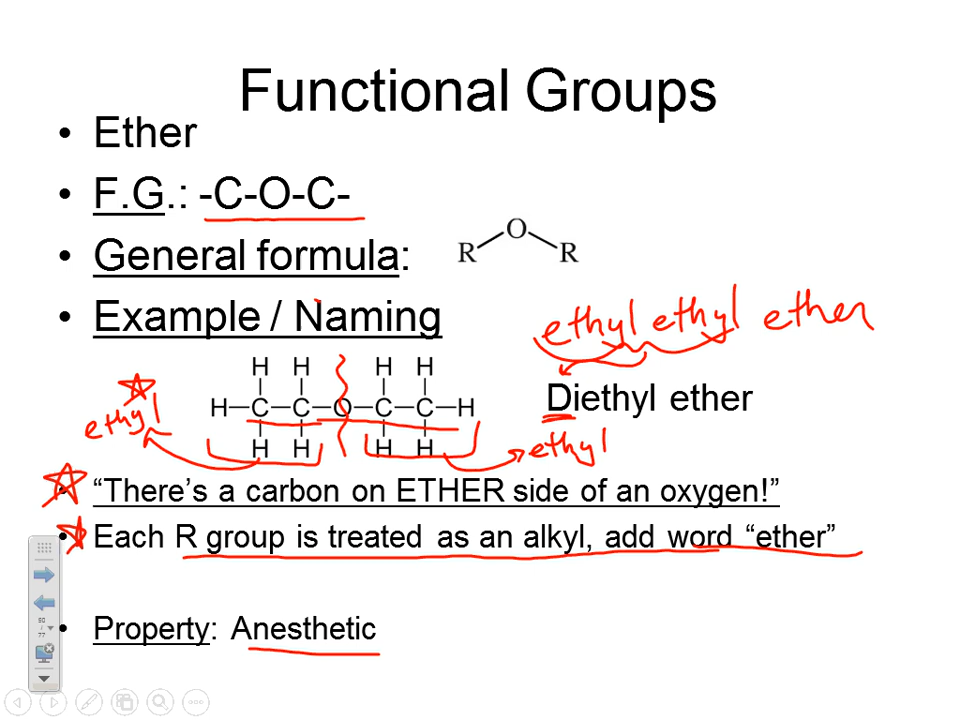 Functional Groups
• Ether
• F.G.: -C-O-C-
• General formula:
R O R
• Example / Naming
ethyl ethyl ether
H H H H
H-C-C-O-C-C-H
H H H H
Diethyl ether
ethyl
ethyl
• “There's a carbon on ETHER side of an oxygen!”
• Each R group is treated as an alkyl, add word “ether”
• Property: Anesthetic